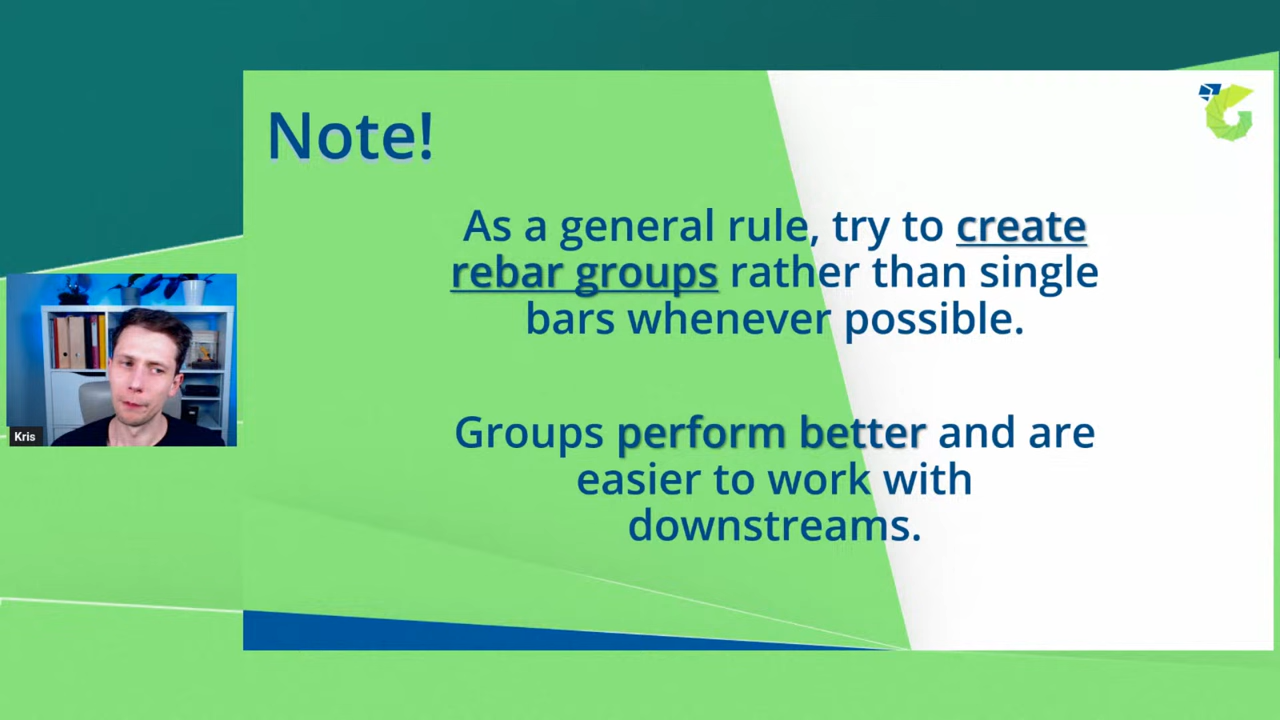 Note!
As a general rule, try to create
rebar groups rather than single
bars whenever possible.
Groups perform better and are
easier to work with
downstreams.
Kris